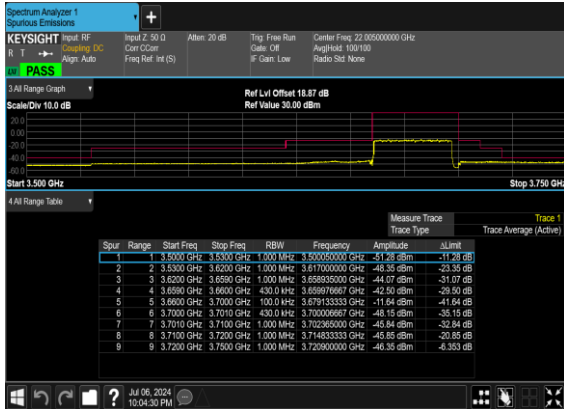 Spectrum Analyzer 1
Spurious Emissions
KEYSIGHT Input: RF Input Z: 50 Ω Atten: 20 dB Trig: Free Run Center Freq: 22.005000000 GHz
R T Coupling: DC Corr CCorr Gate: Off Avg|Hold: 100/100
Align: Auto Freq Ref: Int (S) IF Gain: Low Radio Std: None
PASS
3 All Range Graph Ref Lvl Offset 18.87 dB
Scale/Div 10.0 dB Ref Value 30.00 dBm
20.0
0.00
-20.0
-40.0
-60.0
Start 3.500 GHz Stop 3.750 GHz
4 All Range Table
Measure Trace Trace 1
Trace Type Trace Average (Active)
Spur Range Start Freq Stop Freq RBW Frequency Amplitude ΔLimit
1 1 3.5000 GHz 3.5300 GHz 1.000 MHz 3.500050000 GHz -51.28 dBm -11.28 dB
2 2 3.5300 GHz 3.6200 GHz 1.000 MHz 3.617000000 GHz -48.35 dBm -23.35 dB
3 3 3.6200 GHz 3.6590 GHz 1.000 MHz 3.658935000 GHz -44.07 dBm -31.07 dB
4 4 3.6590 GHz 3.6600 GHz 430.0 kHz 3.659976667 GHz -42.50 dBm -29.50 dB
5 5 3.6600 GHz 3.7000 GHz 100.0 kHz 3.679133333 GHz -11.64 dBm -41.64 dB
6 6 3.7000 GHz 3.7010 GHz 430.0 kHz 3.700006667 GHz -48.15 dBm -35.15 dB
7 7 3.7010 GHz 3.7100 GHz 1.000 MHz 3.702365000 GHz -45.84 dBm -32.84 dB
8 8 3.7100 GHz 3.7200 GHz 1.000 MHz 3.714833333 GHz -45.85 dBm -20.85 dB
9 9 3.7200 GHz 3.7500 GHz 1.000 MHz 3.720900000 GHz -46.35 dBm -6.353 dB
? Jul 06, 2024
10:04:30 PM